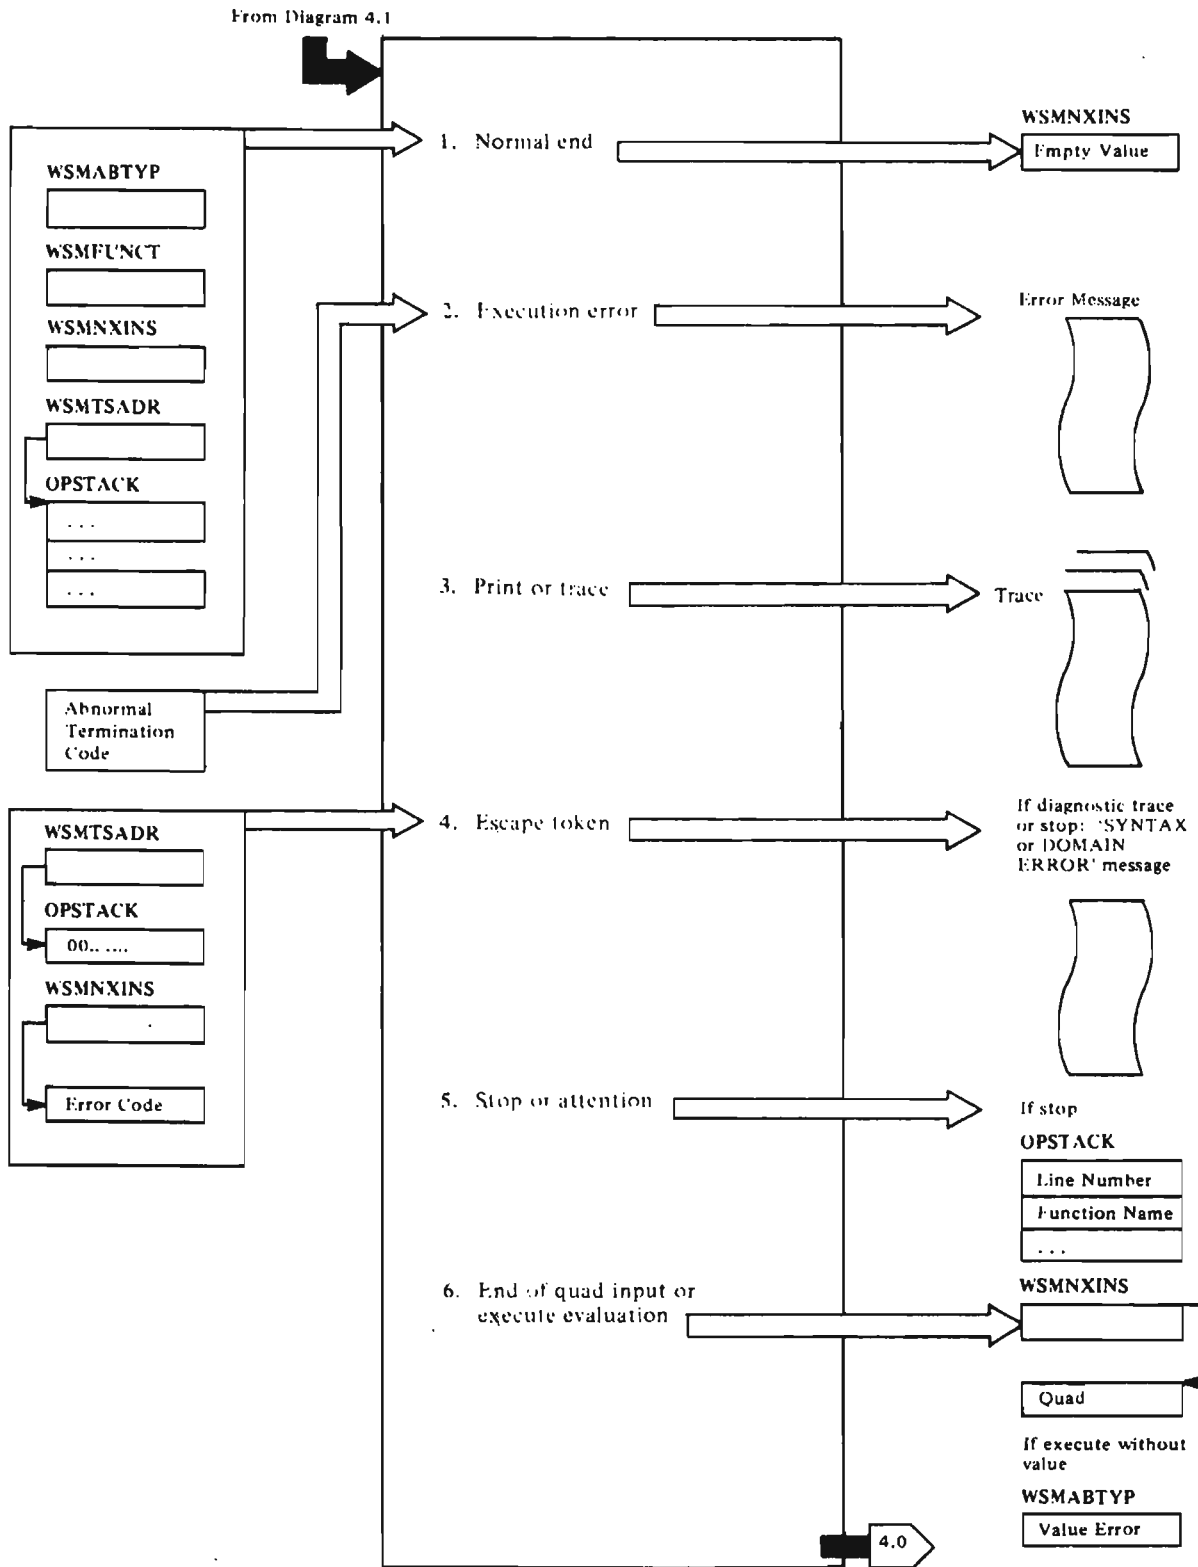 From Diagram 4.1
WSMABTYP
WSMFUNCT
WSMNXINS
WSMTSADR
OPSTACK
. . .
. . .
. . .
Abnormal
Termination
Code
WSMTSADR
OPSTACK
00.. ....
WSMNXINS
Error Code
1. Normal end
2. Execution error
3. Print or trace
4. Escape token
5. Stop or attention
6. End of quad input or
execute evaluation
WSMNXINS
Empty Value
Error Message
Trace
If diagnostic trace
or stop: 'SYNTAX
or DOMAIN
ERROR' message
If stop
OPSTACK
Line Number
Function Name
. . .
WSMNXINS
Quad
If execute without
value
WSMABTYP
Value Error
4.0